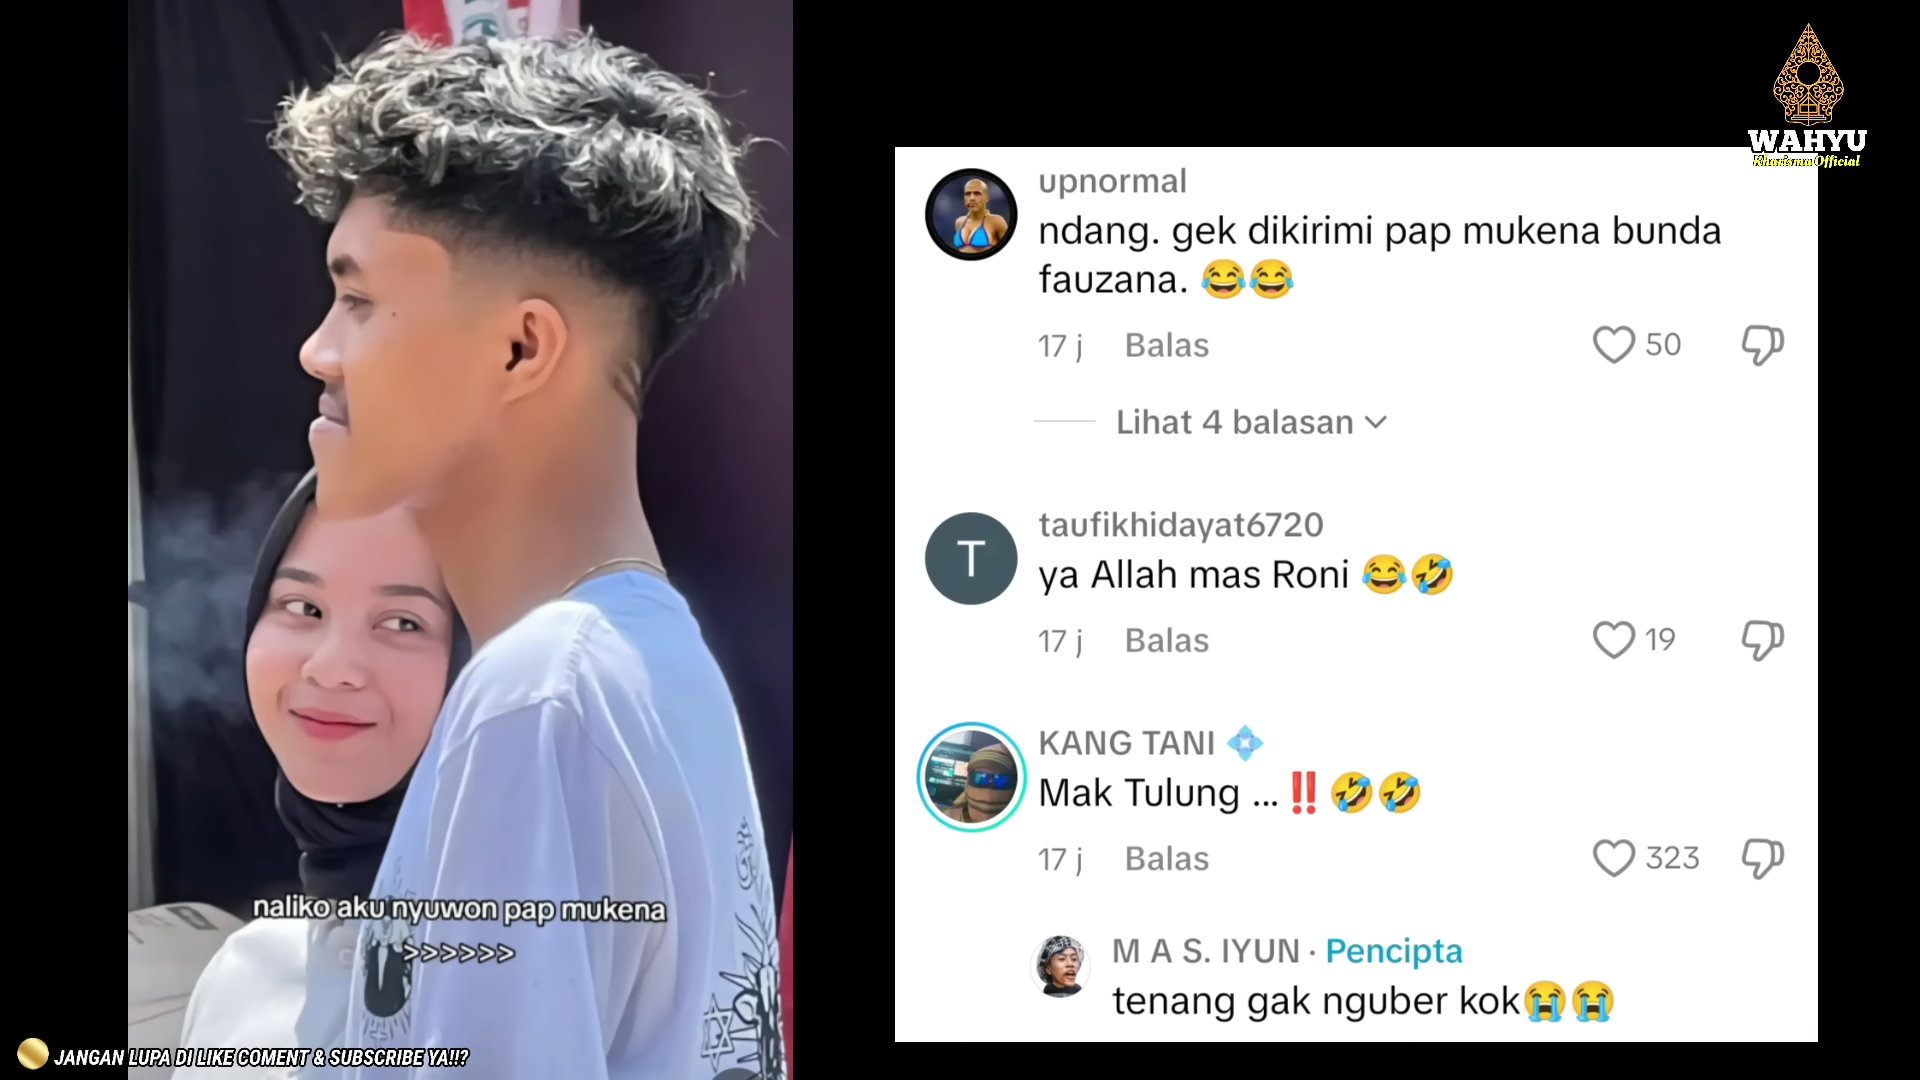 WAHYU
Kharisma Official
upnormal
ndang. gek dikirimi pap mukena bunda
fauzana. 😂😂
17 j Balas 50
Lihat 4 balasan
T
taufikhidayat6720
ya Allah mas Roni 😂🤣
17 j Balas 19
KANG TANI 💠
Mak Tulung ...‼️🤣🤣
17 j Balas 323
M A S. IYUN · Pencipta
tenang gak nguber kok😭😭
naliko aku nyuwon pap mukena
>>>>>>
JANGAN LUPA DI LIKE COMENT & SUBSCRIBE YA!!?